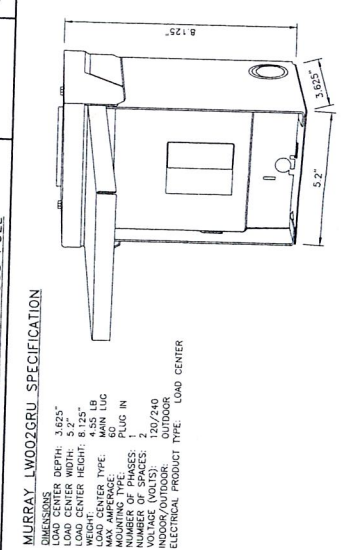 MURRAY LW002GRU SPECIFICATION
DIMENSIONS
LOAD CENTER DEPTH: 3.625"
LOAD CENTER WIDTH: 5.2"
LOAD CENTER HEIGHT: 8.125"
WEIGHT: 4.55 LB
LOAD CENTER TYPE: MAIN LUG
MAX AMPERAGE: 60
MOUNTING TYPE: PLUG IN
NUMBER OF PHASES: 1
NUMBER OF SPACES: 2
VOLTAGE (VOLTS): 120/240
INDOOR/OUTDOOR: OUTDOOR
ELECTRICAL PRODUCT TYPE: LOAD CENTER
8.125"
3.625"
5.2"